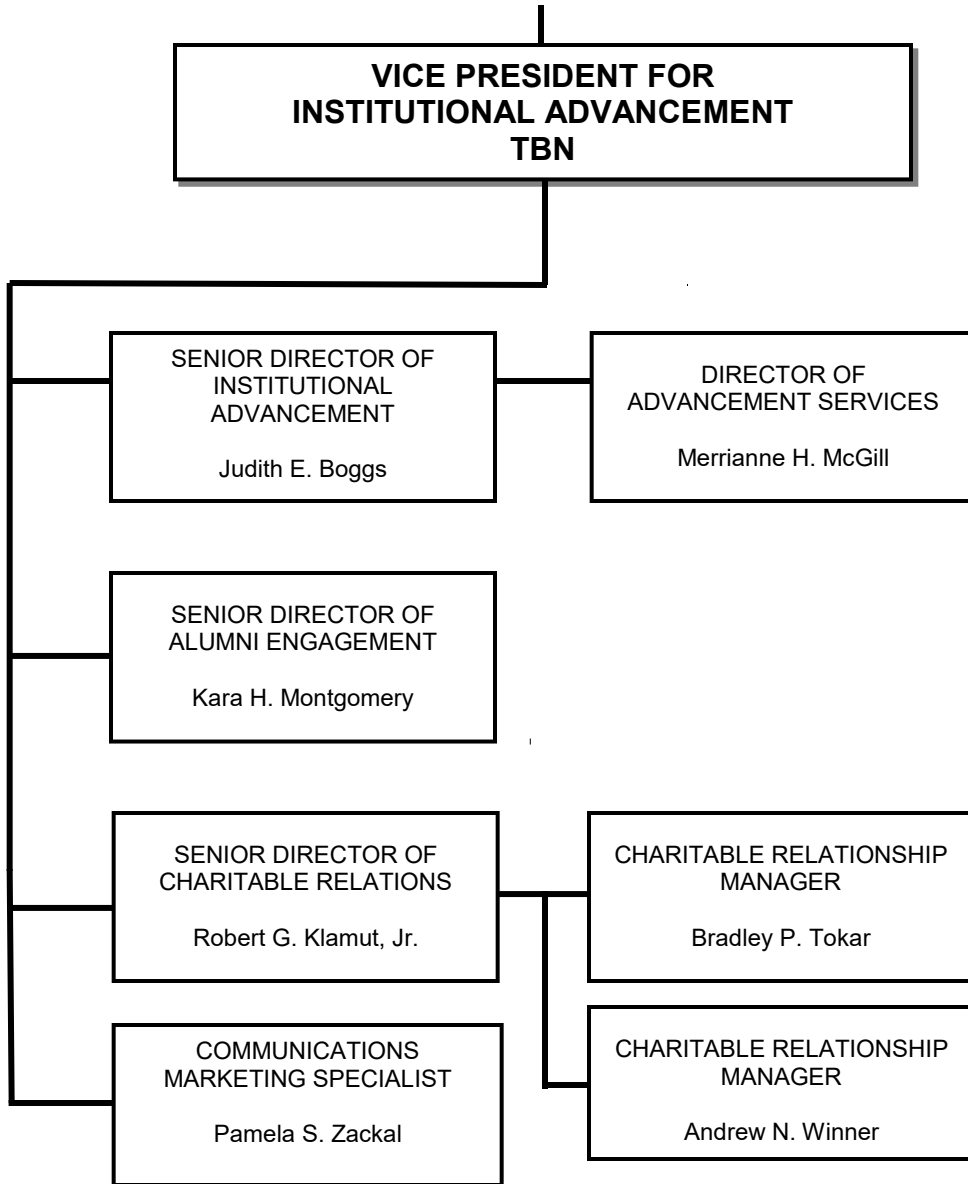 VICE PRESIDENT FOR
INSTITUTIONAL ADVANCEMENT
TBN
SENIOR DIRECTOR OF
INSTITUTIONAL
ADVANCEMENT
Judith E. Boggs
DIRECTOR OF
ADVANCEMENT SERVICES
Merrianne H. McGill
SENIOR DIRECTOR OF
ALUMNI ENGAGEMENT
Kara H. Montgomery
SENIOR DIRECTOR OF
CHARITABLE RELATIONS
Robert G. Klamut, Jr.
CHARITABLE RELATIONSHIP
MANAGER
Bradley P. Tokar
COMMUNICATIONS
MARKETING SPECIALIST
Pamela S. Zackal
CHARITABLE RELATIONSHIP
MANAGER
Andrew N. Winner